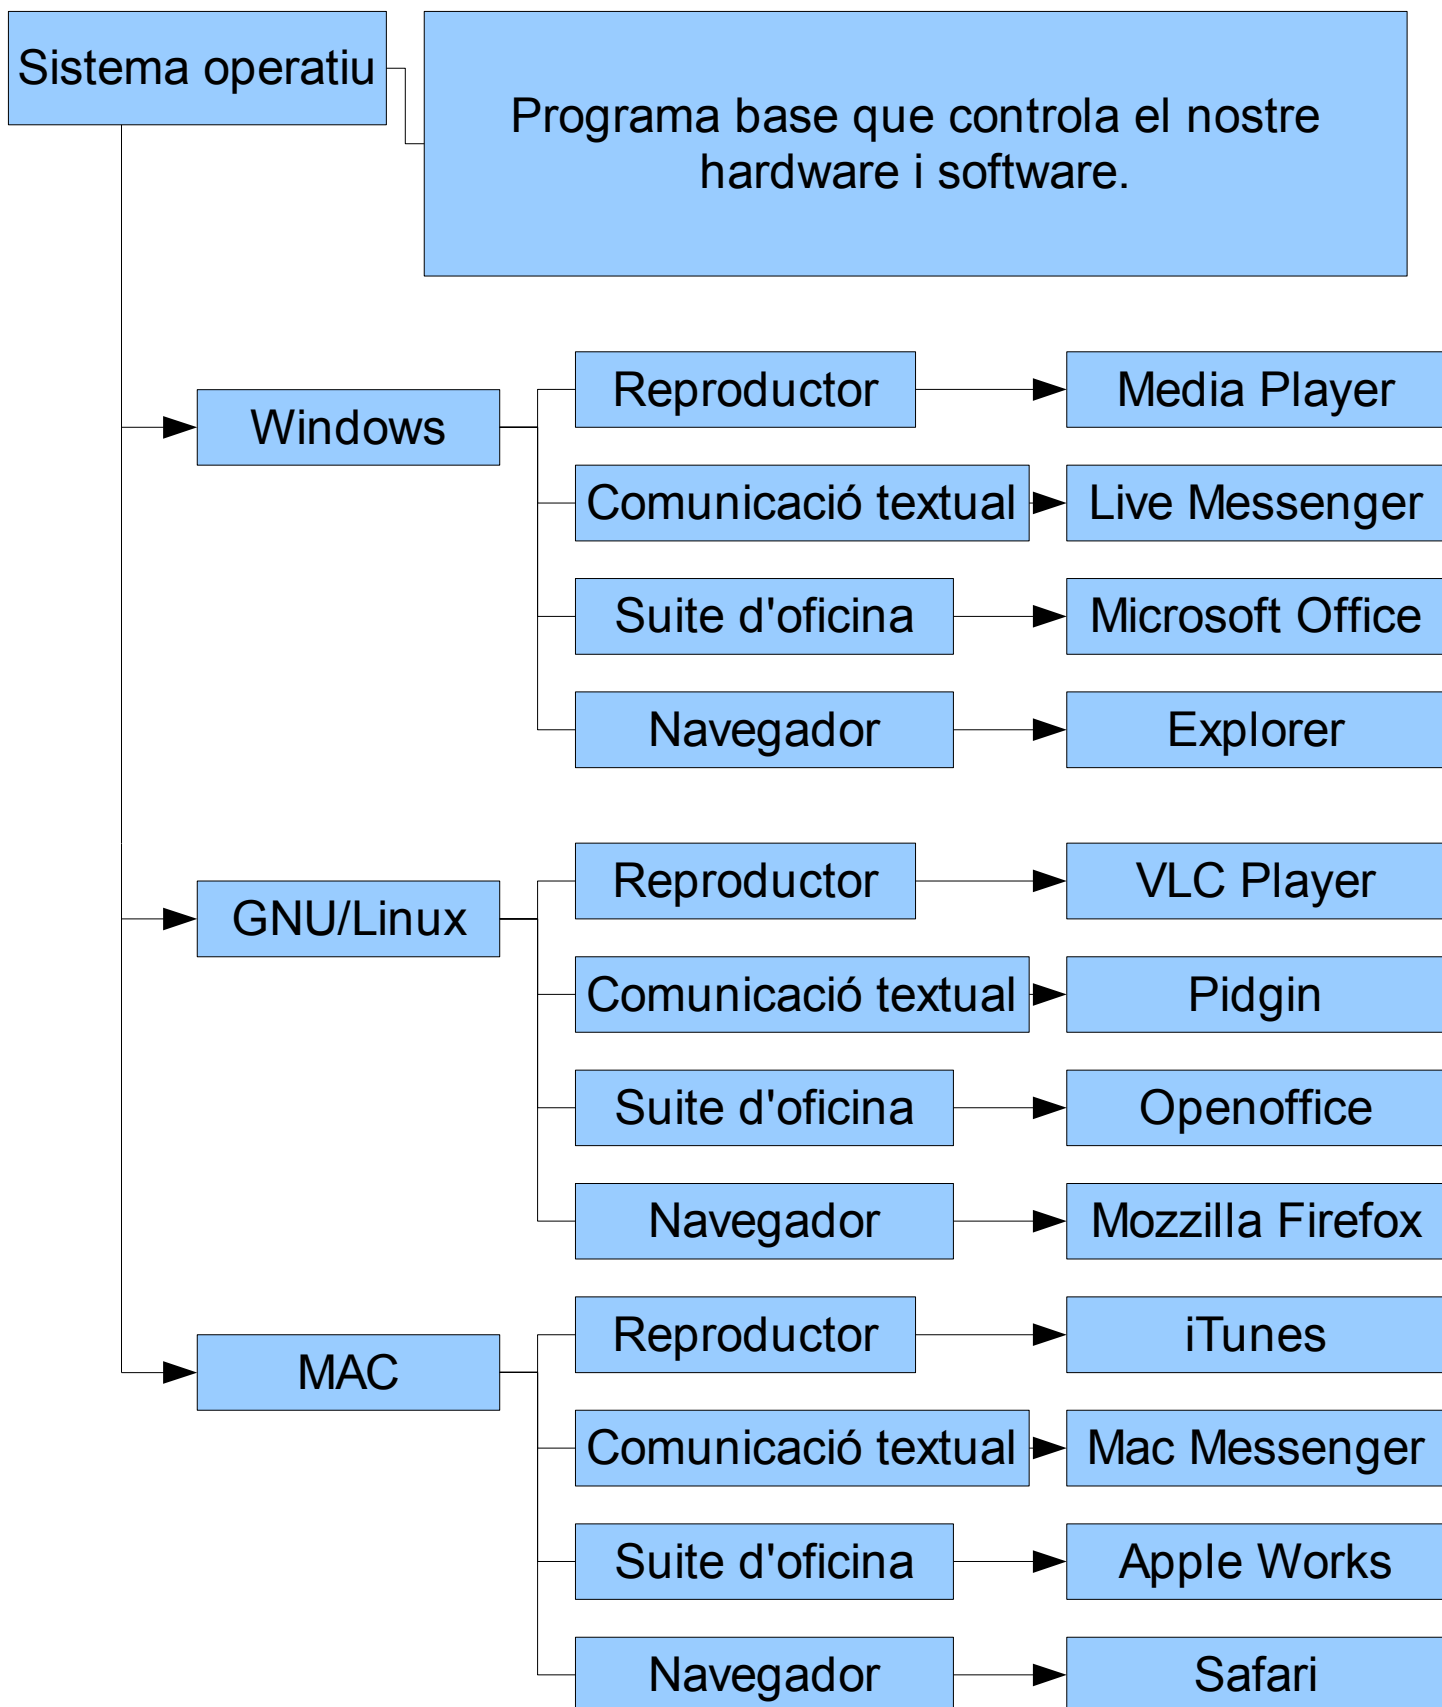 Sistema operatiu
Programa base que controla el nostre
hardware i software.
Windows
Reproductor
Media Player
Comunicació textual
Live Messenger
Suite d'oficina
Microsoft Office
Navegador
Explorer
GNU/Linux
Reproductor
VLC Player
Comunicació textual
Pidgin
Suite d'oficina
Openoffice
Navegador
Mozzilla Firefox
MAC
Reproductor
iTunes
Comunicació textual
Mac Messenger
Suite d'oficina
Apple Works
Navegador
Safari